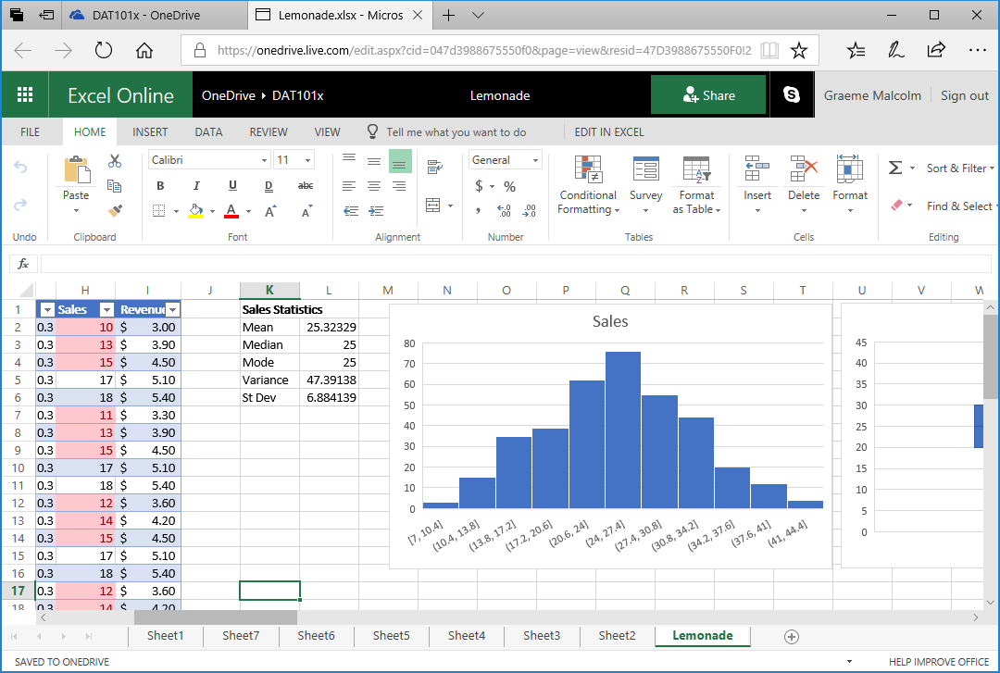 DAT101x - OneDrive
Lemonade.xlsx - Micros
https://onedrive.live.com/edit.aspx?cid=047d3988675550f0&page=view&resid=47D3988675550F0!2
Excel Online
OneDrive ▸ DAT101x
Lemonade
Share
Graeme Malcolm
Sign out
FILE HOME INSERT DATA REVIEW VIEW Tell me what you want to do EDIT IN EXCEL
Calibri 11 General
Paste
B I U D abc
$ % 
Conditional Formatting
Survey
Format as Table
Insert Delete Format
Σ Sort & Filter
Find & Select
A A A
, .00 .00
Undo Clipboard Font Alignment Number Tables Cells Editing
fx
H I J K L M N O P Q R S T U V W
1 Sales Revenue Sales Statistics
2 0.3 10 $ 3.00 Mean 25.32329
3 0.3 13 $ 3.90 Median 25
4 0.3 15 $ 4.50 Mode 25
5 0.3 17 $ 5.10 Variance 47.39138
6 0.3 18 $ 5.40 St Dev 6.884139
7 0.3 11 $ 3.30
8 0.3 13 $ 3.90
9 0.3 15 $ 4.50
10 0.3 17 $ 5.10
11 0.3 18 $ 5.40
12 0.3 12 $ 3.60
13 0.3 14 $ 4.20
14 0.3 15 $ 4.50
15 0.3 17 $ 5.10
16 0.3 18 $ 5.40
17 0.3 12 $ 3.60
18 0.3 14 $ 4.20
Sales
80
70
60
50
40
30
20
10
0
[7, 10.4] (10.4, 13.8] (13.8, 17.2] (17.2, 20.6] (20.6, 24] (24, 27.4] (27.4, 30.8] (30.8, 34.2] (34.2, 37.6] (37.6, 41] (41, 44.4]
45
40
35
30
25
20
15
10
5
0
Sheet1 Sheet7 Sheet6 Sheet5 Sheet4 Sheet3 Sheet2 Lemonade
SAVED TO ONEDRIVE
HELP IMPROVE OFFICE